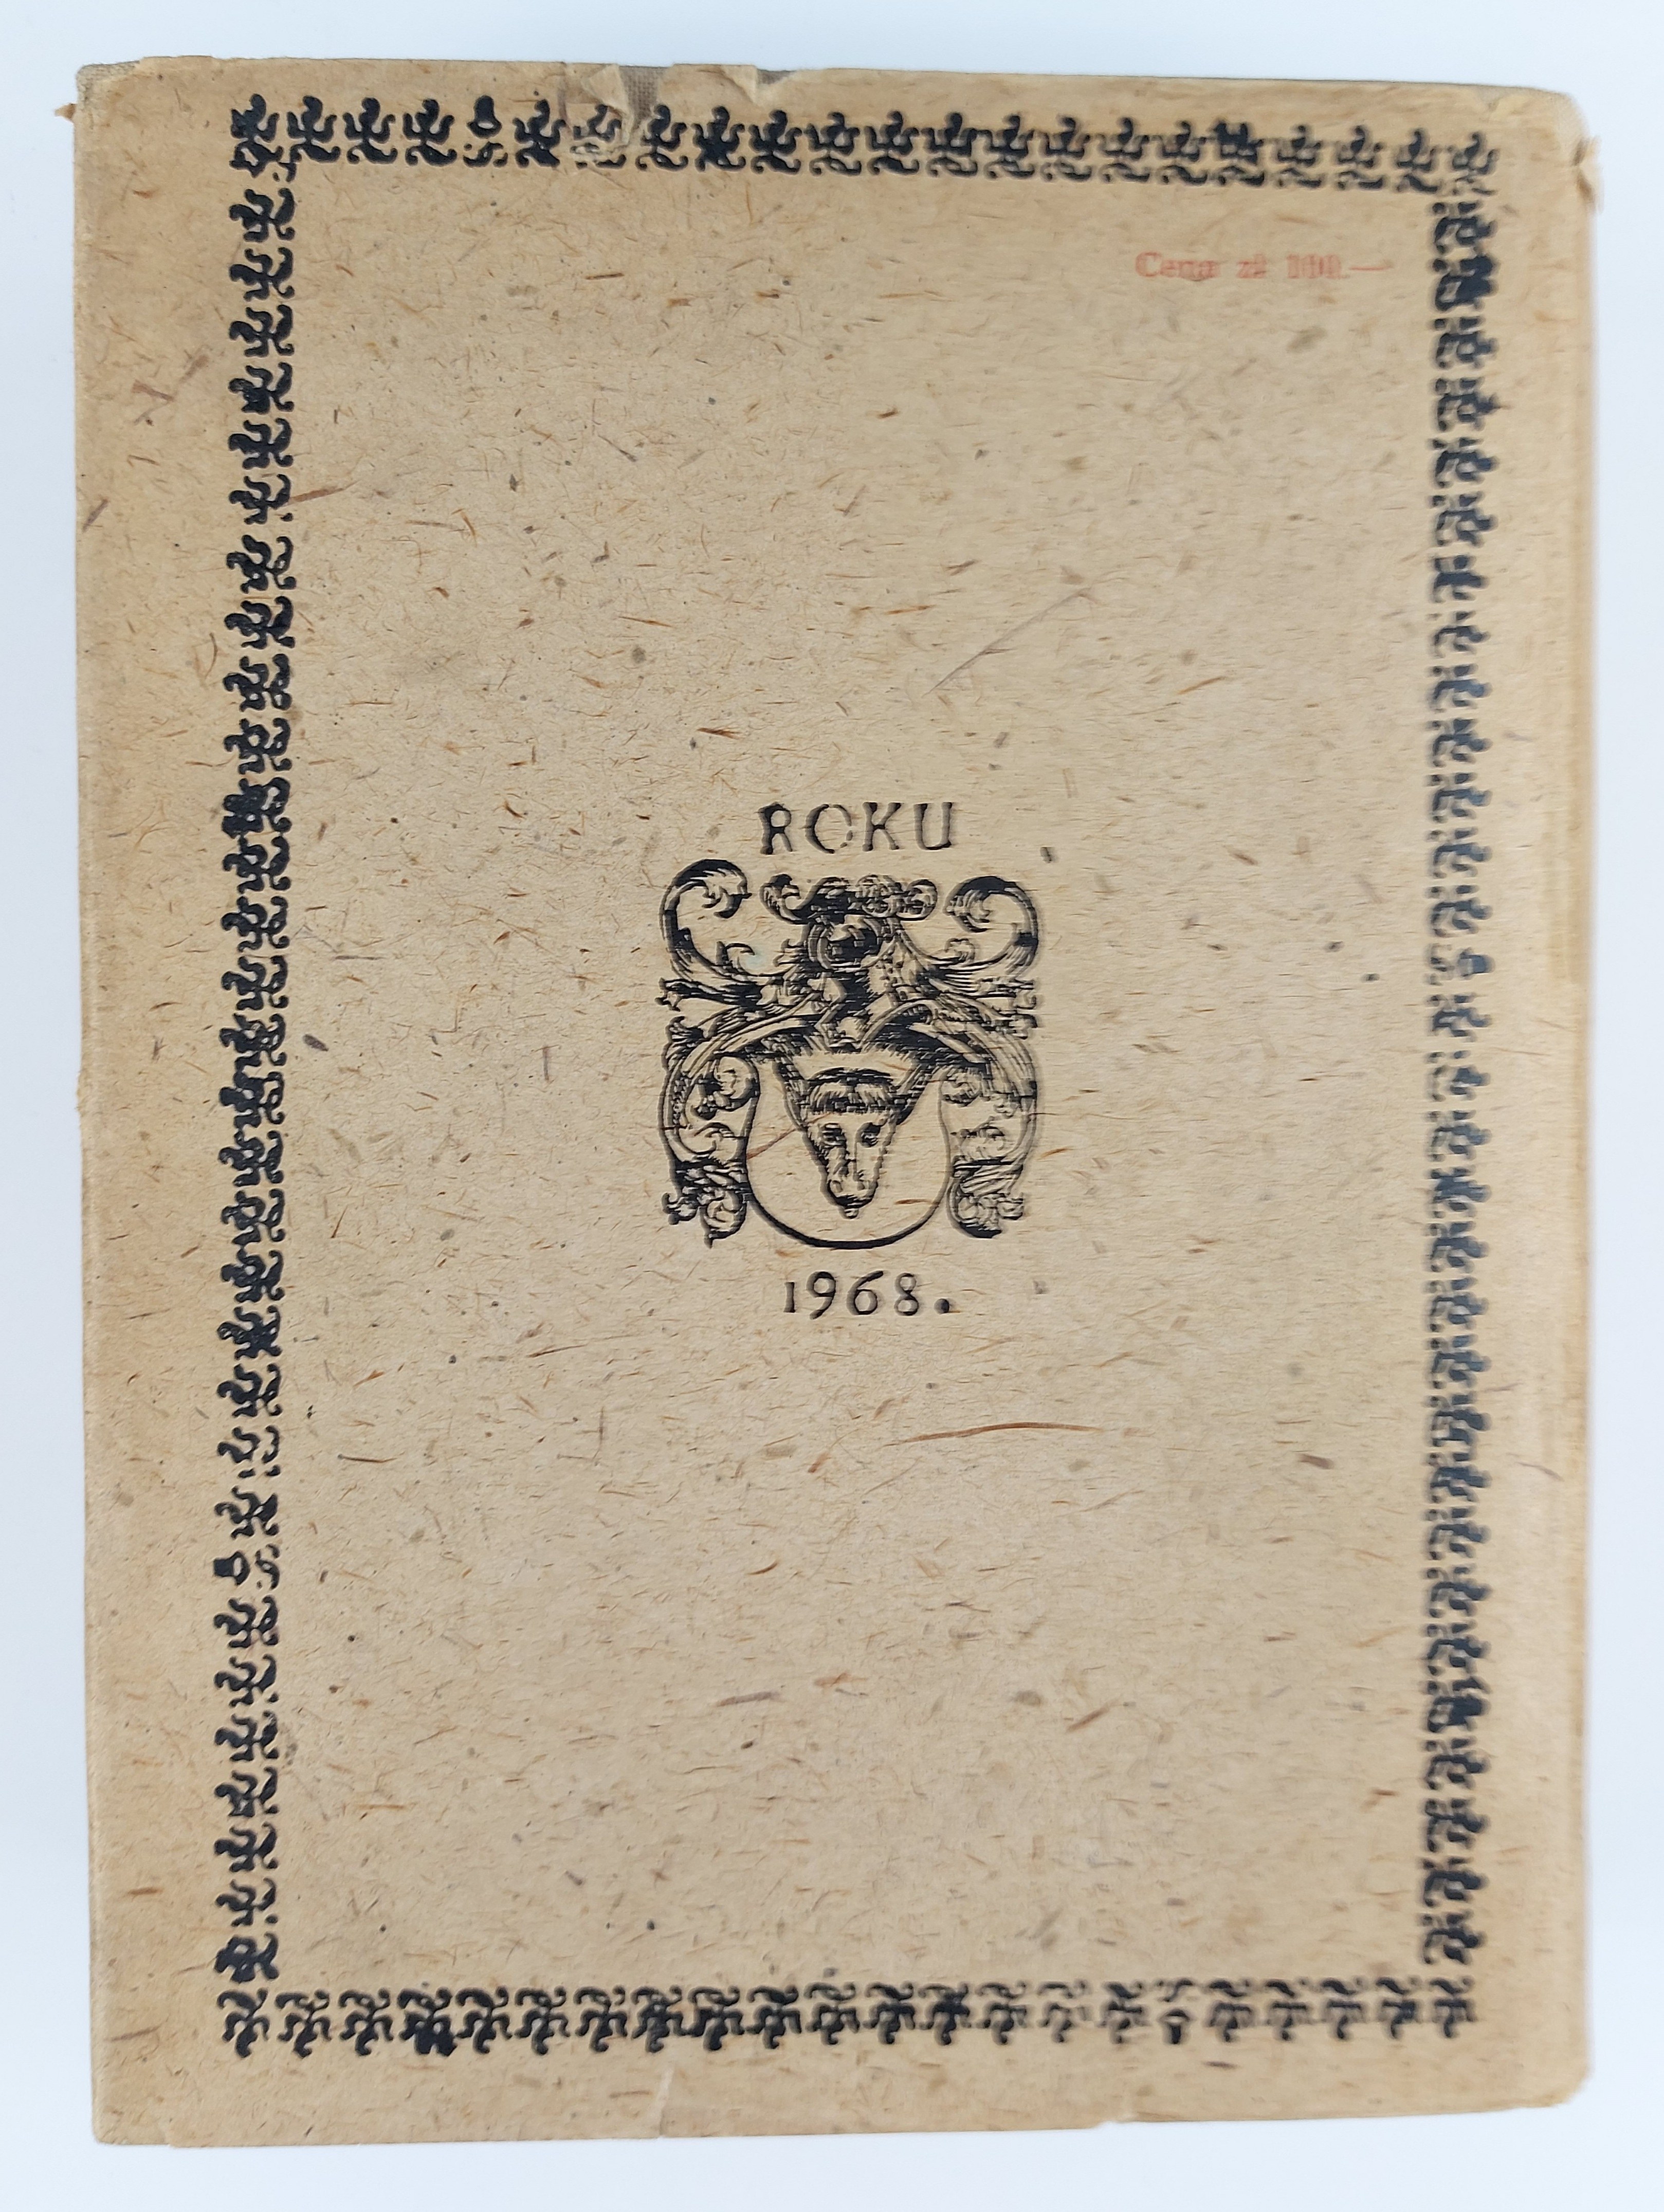 Cena zł 100.—
ROKU
1968.